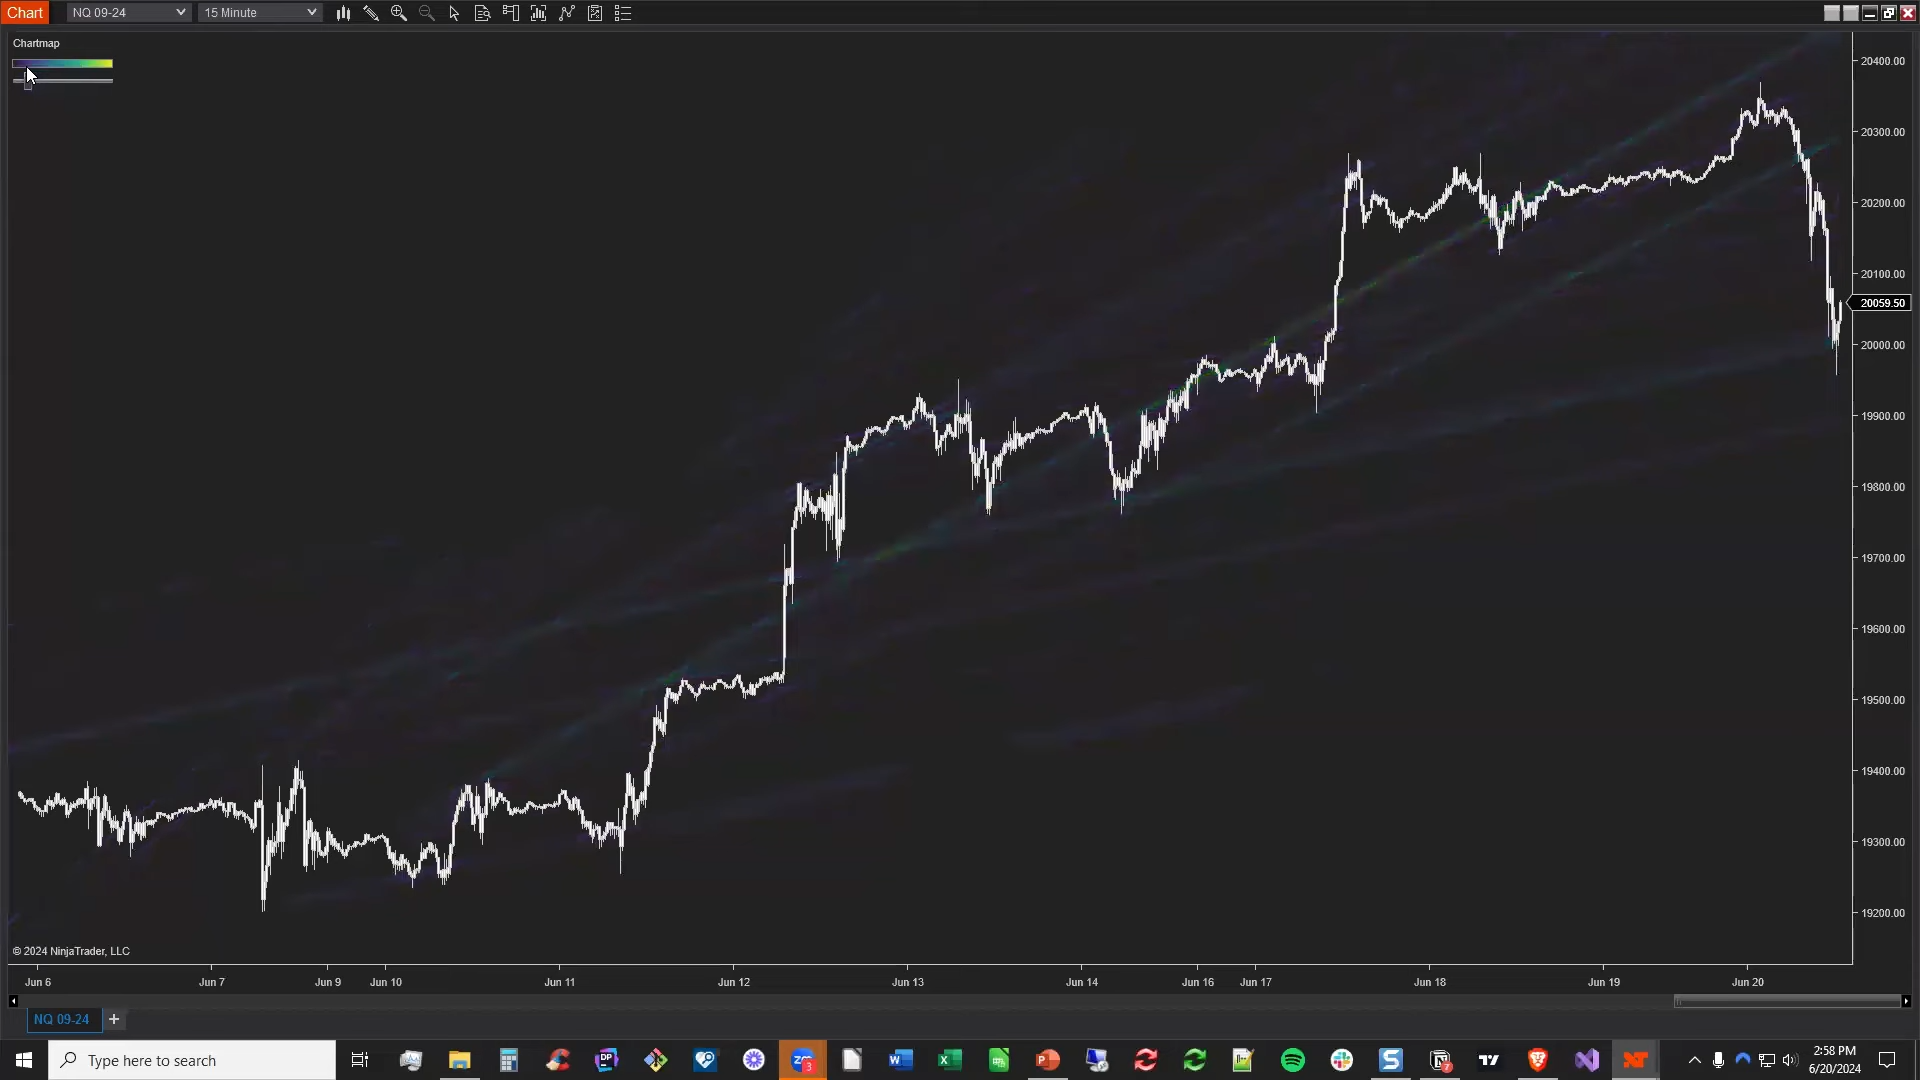 Chart
NQ 09-24
15 Minute
Chartmap
20400.00
20300.00
20200.00
20100.00
20059.50
20000.00
19900.00
19800.00
19700.00
19600.00
19500.00
19400.00
19300.00
19200.00
© 2024 NinjaTrader, LLC
Jun 6
Jun 7
Jun 9
Jun 10
Jun 11
Jun 12
Jun 13
Jun 14
Jun 16
Jun 17
Jun 18
Jun 19
Jun 20
NQ 09-24
+
Type here to search
2:58 PM
6/20/2024